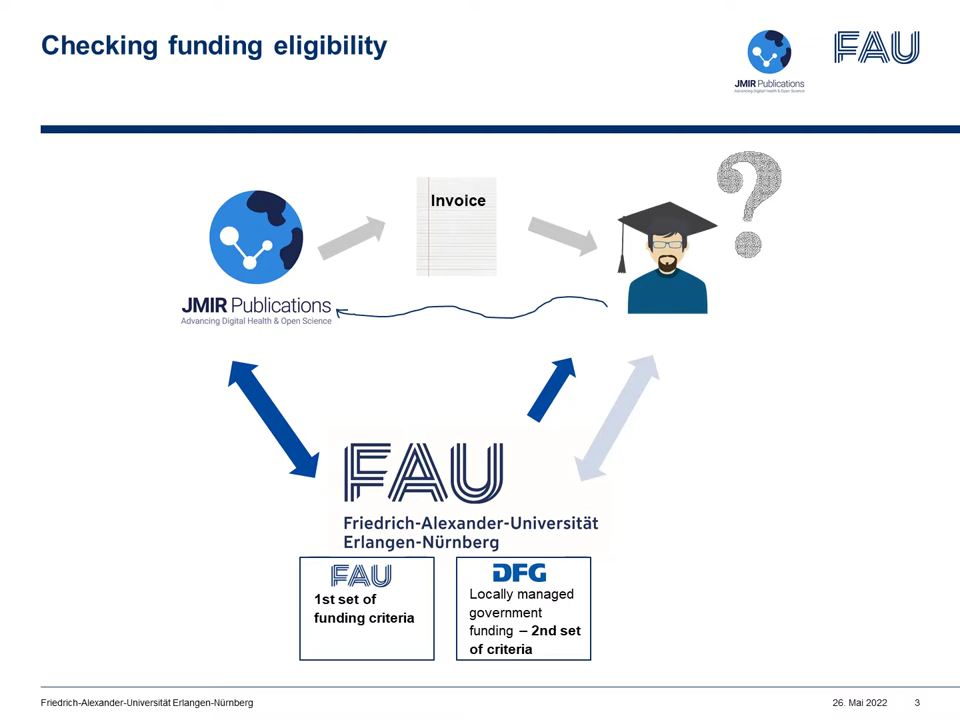 Checking funding eligibility
JMIR Publications
Advancing Digital Health & Open Science
FAU
Invoice
?
JMIR Publications
Advancing Digital Health & Open Science
FAU
Friedrich-Alexander-Universität
Erlangen-Nürnberg
FAU
1st set of
funding criteria
DFG
Locally managed
government
funding – 2nd set
of criteria
Friedrich-Alexander-Universität Erlangen-Nürnberg
26. Mai 2022
3